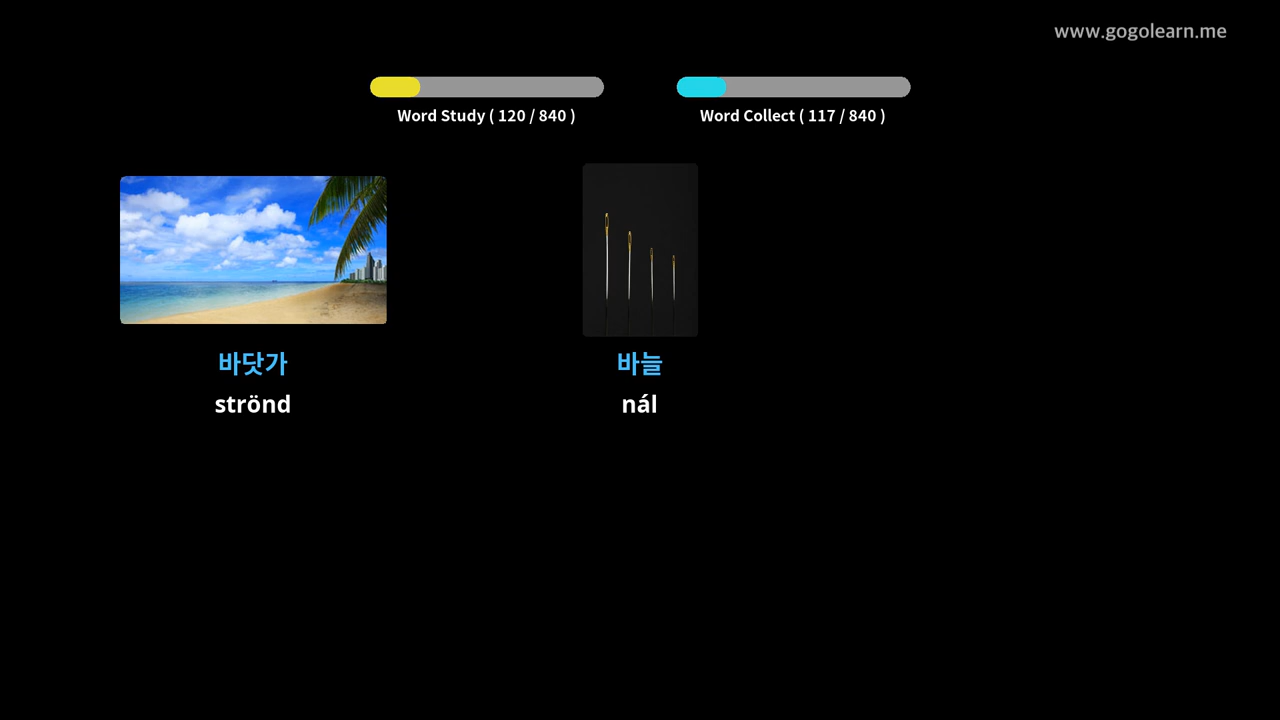 www.gogolearn.me
Word Study ( 120 / 840 )
Word Collect ( 117 / 840 )
바닷가
strönd
바늘
nál